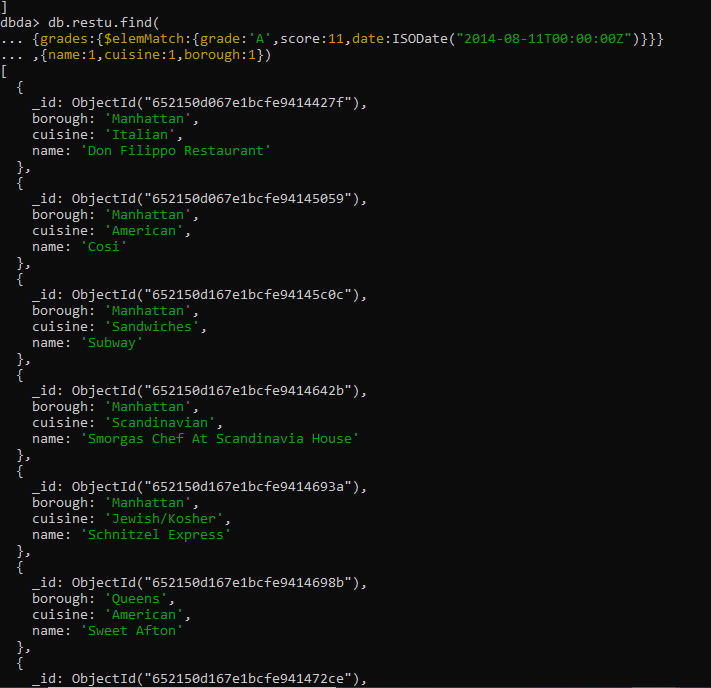 ]
dbda> db.restu.find(
... {grades:{$elemMatch:{grade:'A',score:11,date:ISODate("2014-08-11T00:00:00Z")}}}
... ,{name:1,cuisine:1,borough:1})
[
  {
    _id: ObjectId("652150d067e1bcfe9414427f"),
    borough: 'Manhattan',
    cuisine: 'Italian',
    name: 'Don Filippo Restaurant'
  },
  {
    _id: ObjectId("652150d067e1bcfe94145059"),
    borough: 'Manhattan',
    cuisine: 'American',
    name: 'Cosi'
  },
  {
    _id: ObjectId("652150d167e1bcfe94145c0c"),
    borough: 'Manhattan',
    cuisine: 'Sandwiches',
    name: 'Subway'
  },
  {
    _id: ObjectId("652150d167e1bcfe9414642b"),
    borough: 'Manhattan',
    cuisine: 'Scandinavian',
    name: 'Smorgas Chef At Scandinavia House'
  },
  {
    _id: ObjectId("652150d167e1bcfe9414693a"),
    borough: 'Manhattan',
    cuisine: 'Jewish/Kosher',
    name: 'Schnitzel Express'
  },
  {
    _id: ObjectId("652150d167e1bcfe9414698b"),
    borough: 'Queens',
    cuisine: 'American',
    name: 'Sweet Afton'
  },
  {
    _id: ObjectId("652150d167e1bcfe941472ce"),